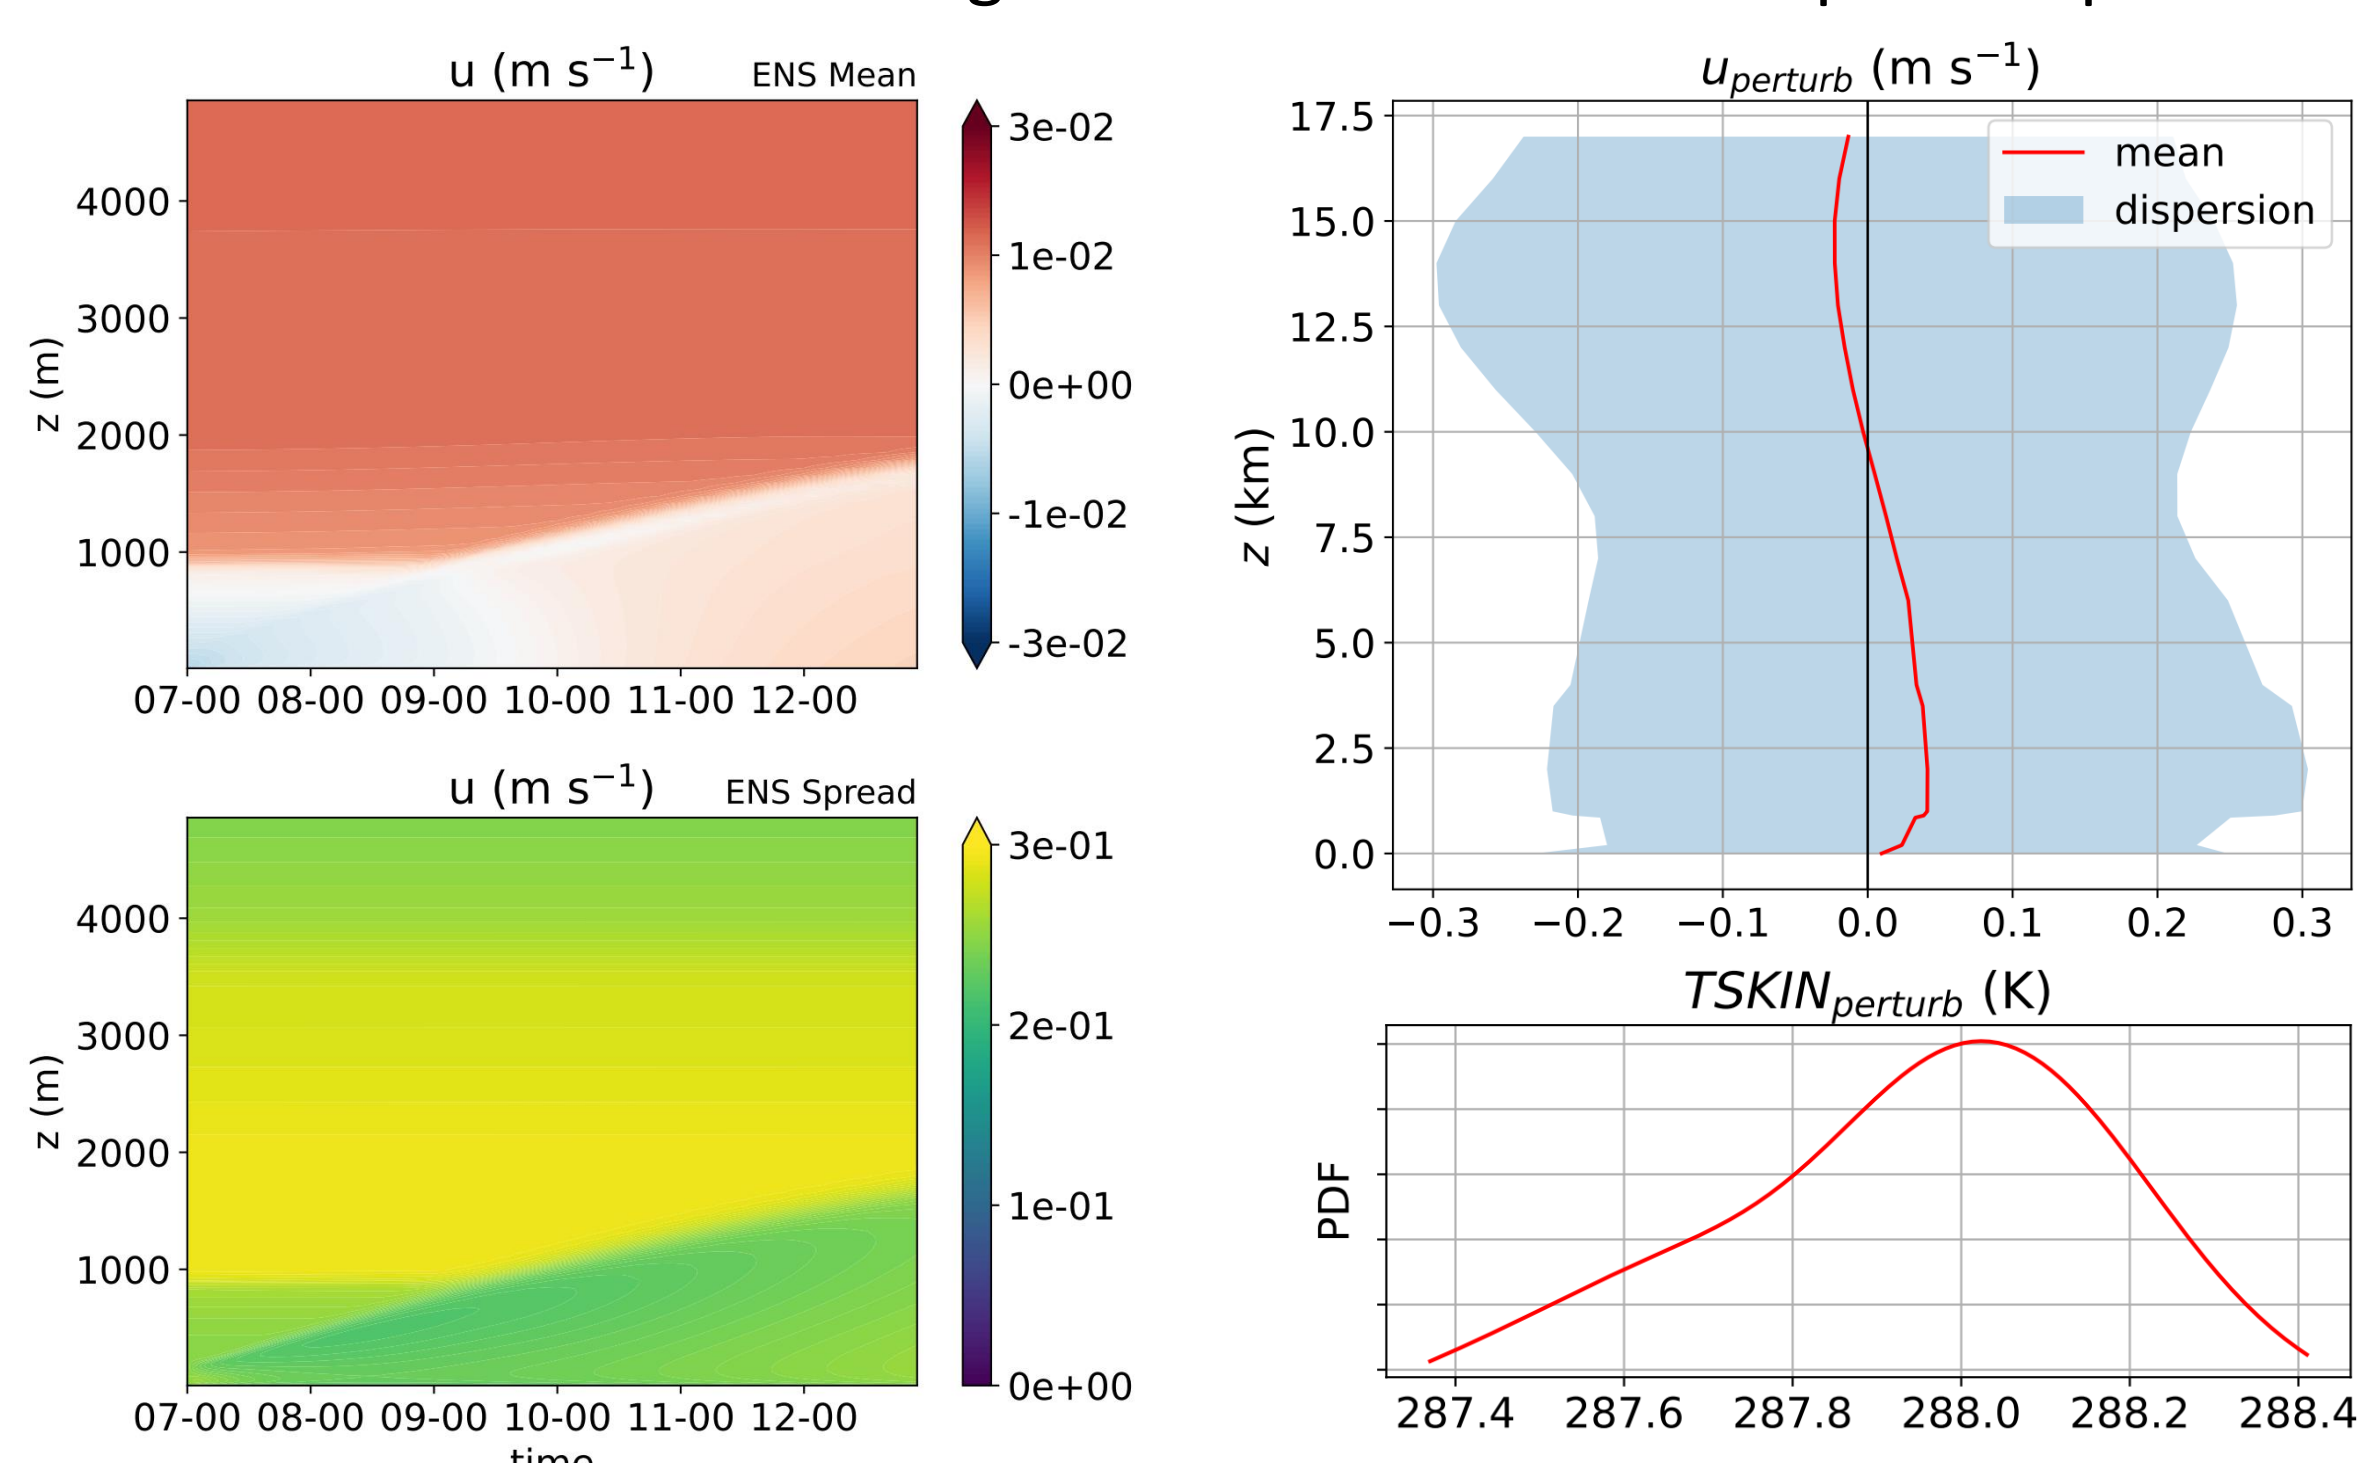 u (m s⁻¹) ENS Mean
z (m)
4000
3000
2000
1000
07-00 08-00 09-00 10-00 11-00 12-00
3e-02
1e-02
0e+00
-1e-02
-3e-02
u (m s⁻¹) ENS Spread
z (m)
4000
3000
2000
1000
07-00 08-00 09-00 10-00 11-00 12-00
time
3e-01
2e-01
1e-01
0e+00
u_perturb (m s⁻¹)
mean
dispersion
z (km)
17.5
15.0
12.5
10.0
7.5
5.0
2.5
0.0
−0.3 −0.2 −0.1 0.0 0.1 0.2 0.3
TSKIN_perturb (K)
PDF
287.4 287.6 287.8 288.0 288.2 288.4